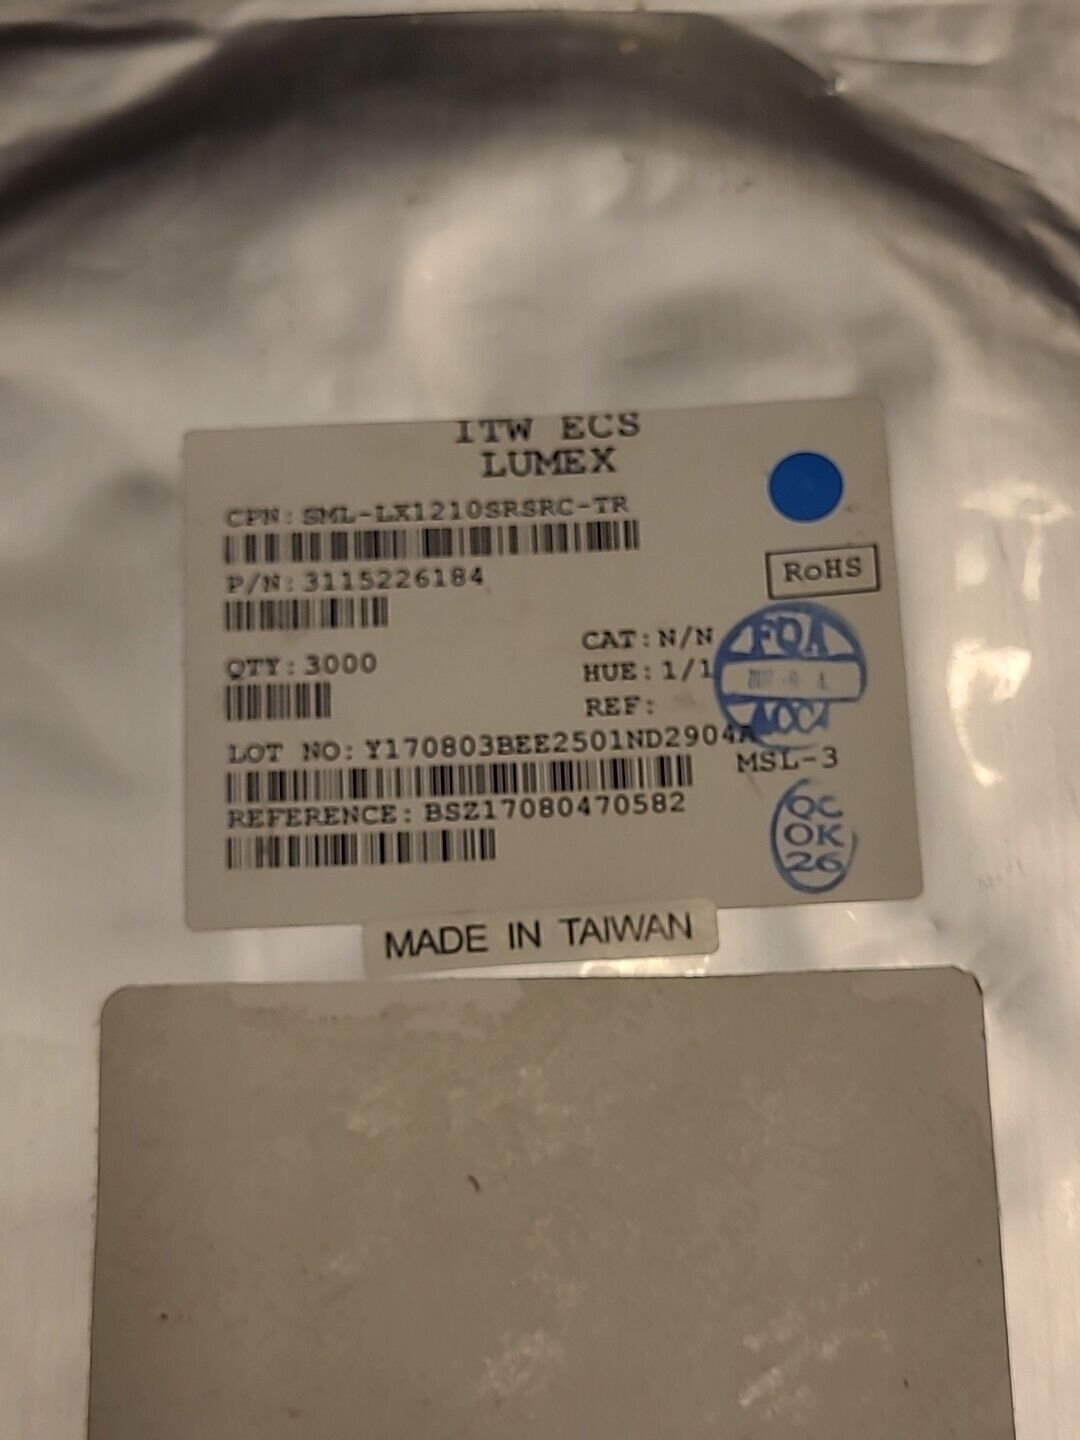 ITW ECS
LUMEX
CPN: SML-LX1210SRSRC-TR
P/N: 3115226184
RoHS
CAT: N/N
QTY: 3000
HUE: 1/1
REF:
FQA
LOT NO: Y170803BEE2501ND2904A
MSL-3
REFERENCE: BSZ17080470582
QC
OK
26
MADE IN TAIWAN